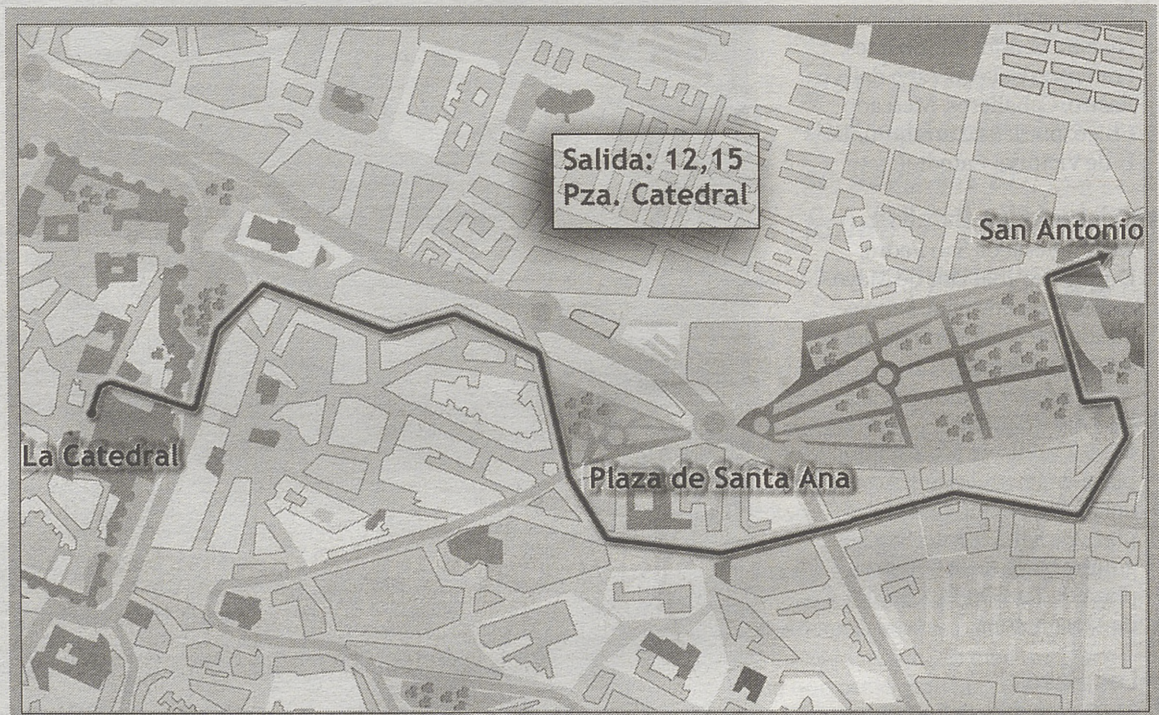 Salida: 12,15
Pza. Catedral
San Antonio
La Catedral
Plaza de Santa Ana